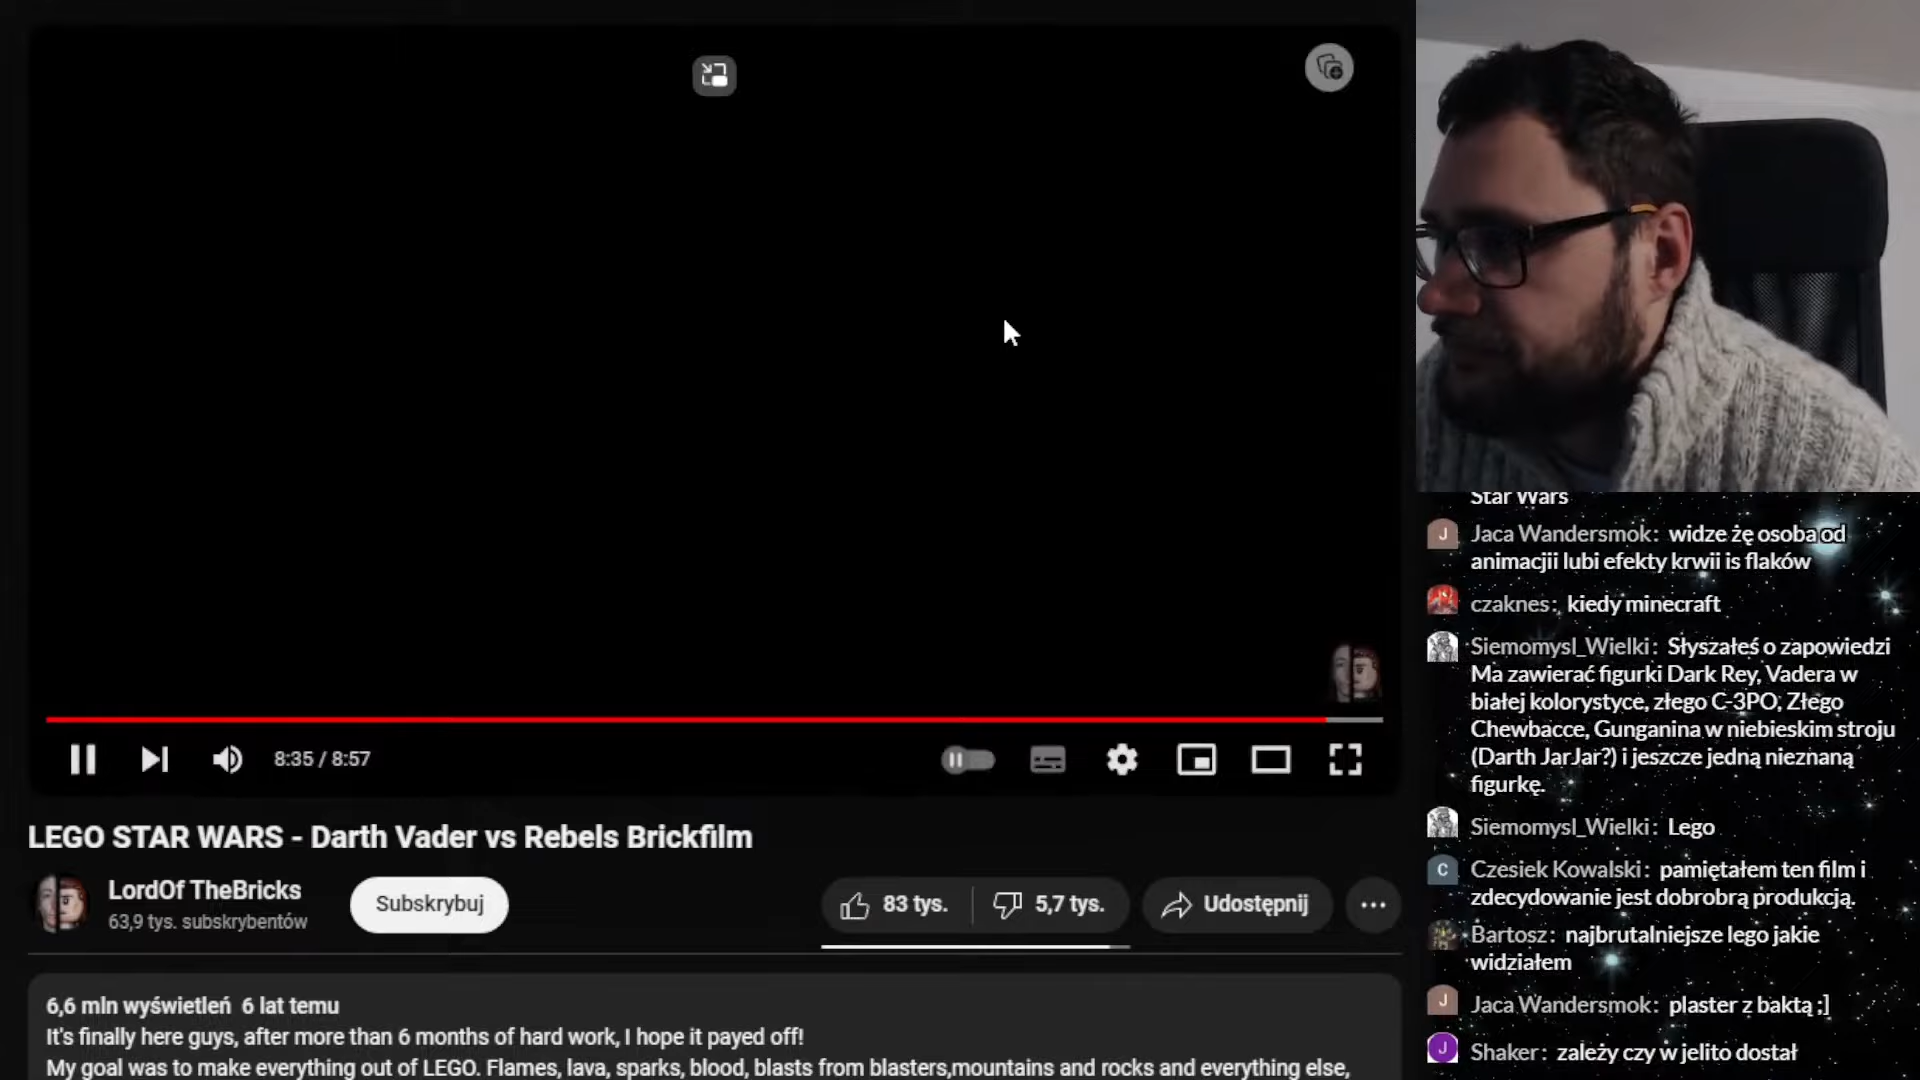 8:35 / 8:57
LEGO STAR WARS - Darth Vader vs Rebels Brickfilm
LordOf TheBricks
63,9 tys. subskrybentów
Subskrybuj
83 tys.
5,7 tys.
Udostępnij
6,6 mln wyświetleń 6 lat temu
It's finally here guys, after more than 6 months of hard work, I hope it payed off!
My goal was to make everything out of LEGO. Flames, lava, sparks, blood, blasts from blasters,mountains and rocks and everything else,
Star Wars
J
Jaca Wandersmok: widze żę osoba od
animacjii lubi efekty krwii is flaków
czaknes: kiedy minecraft
Siemomysl_Wielki: Słyszałeś o zapowiedzi
Ma zawierać figurki Dark Rey, Vadera w
białej kolorystyce, złego C-3PO, Złego
Chewbacce, Gunganina w niebieskim stroju
(Darth JarJar?) i jeszcze jedną nieznaną
figurkę.
Siemomysl_Wielki: Lego
C
Czesiek Kowalski: pamiętałem ten film i
zdecydowanie jest dobrobrą produkcją.
Bartosz: najbrutalniejsze lego jakie
widziałem
J
Jaca Wandersmok: plaster z baktą ;]
J
Shaker: zależy czy w jelito dostał